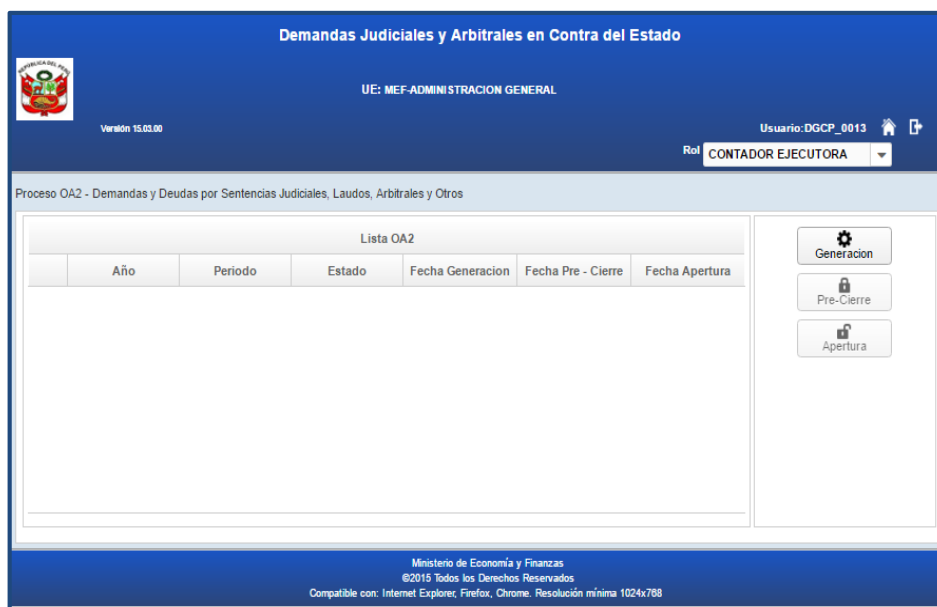 Demandas Judiciales y Arbitrales en Contra del Estado
REPUBLICA DEL PERU
UE: MEF-ADMINISTRACION GENERAL
Versión 15.03.00
Usuario:DGCP_0013
Rol CONTADOR EJECUTORA
Proceso OA2 - Demandas y Deudas por Sentencias Judiciales, Laudos, Arbitrales y Otros
Lista OA2
Año Periodo Estado Fecha Generacion Fecha Pre - Cierre Fecha Apertura
Generacion
Pre-Cierre
Apertura
Ministerio de Economía y Finanzas
©2015 Todos los Derechos Reservados
Compatible con: Internet Explorer, Firefox, Chrome. Resolución mínima 1024x768